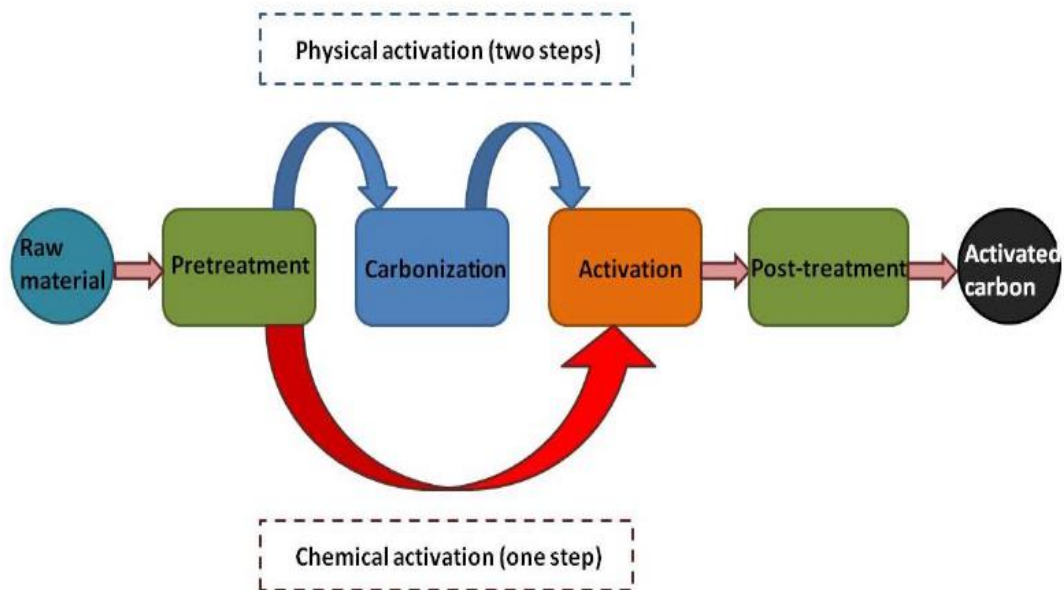 Physical activation (two steps)
Raw
material
Pretreatment
Carbonization
Activation
Post-treatment
Activated
carbon
Chemical activation (one step)